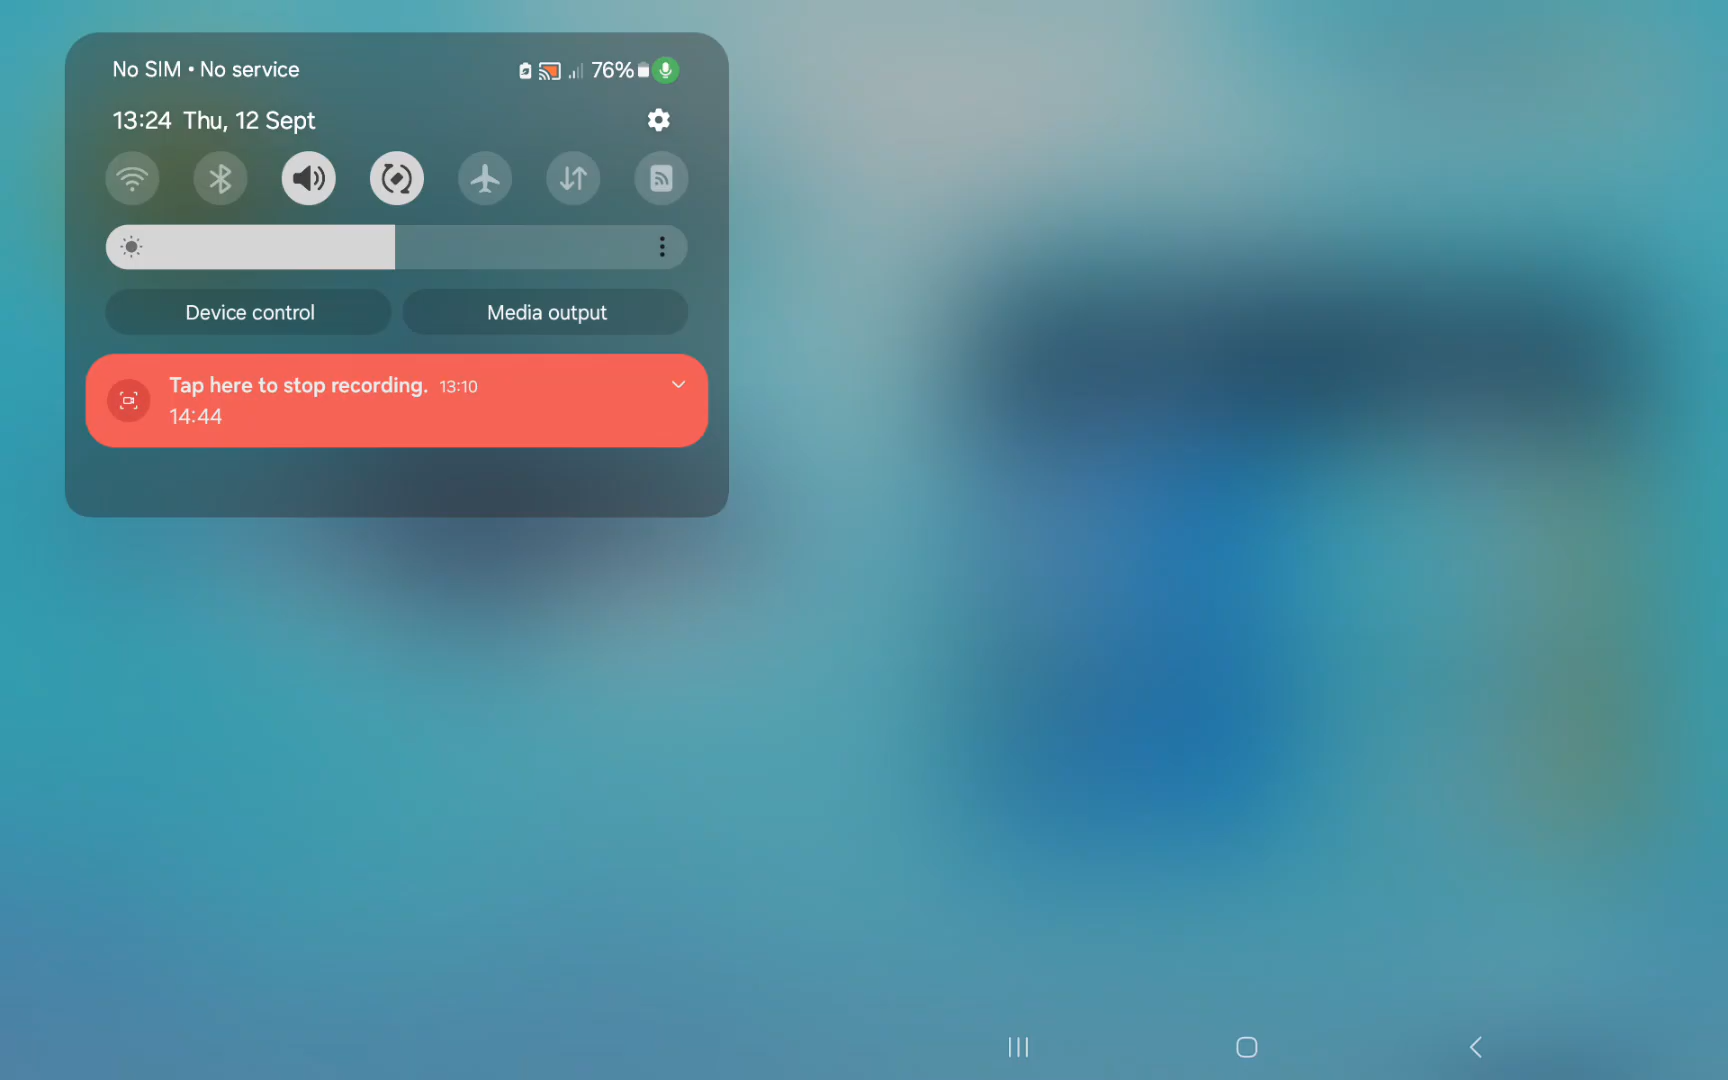 No SIM • No service
76%
13:24 Thu, 12 Sept
Device control
Media output
Tap here to stop recording. 13:10
14:44